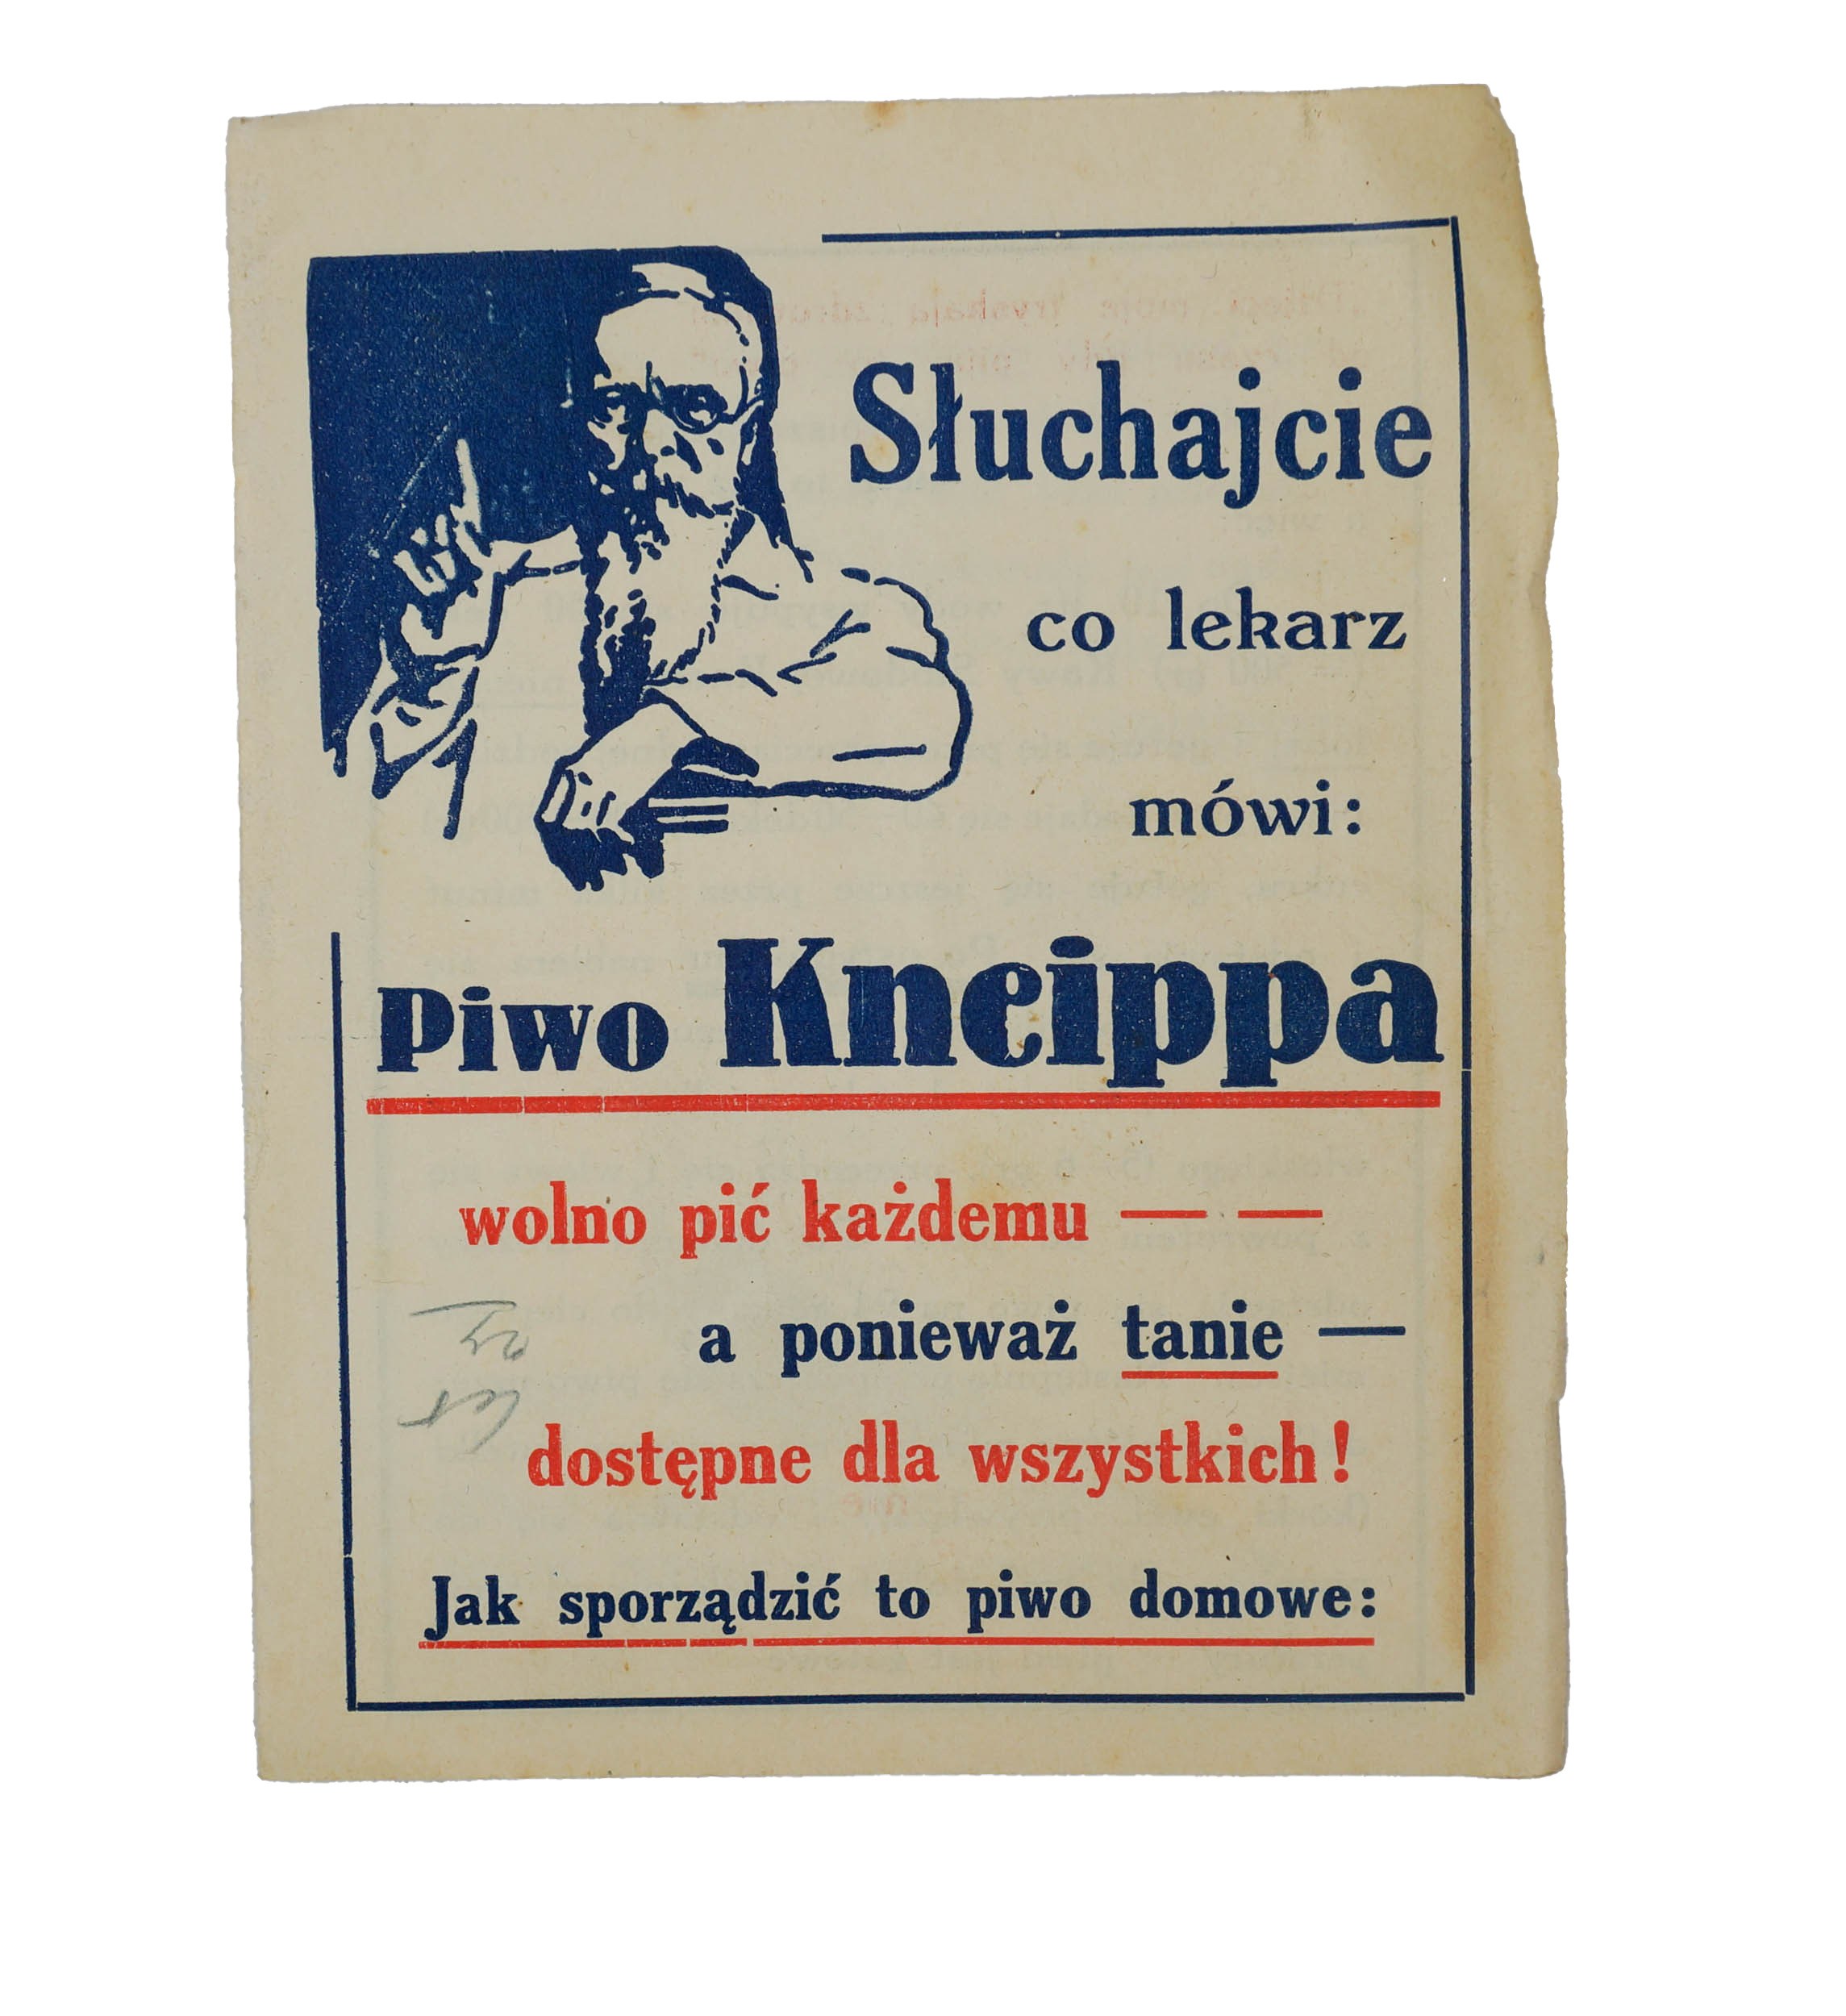 Słuchajcie
co lekarz
mówi:
Piwo Kneippa
wolno pić każdemu — —
a ponieważ tanie —
dostępne dla wszystkich!
Jak sporządzić to piwo domowe: